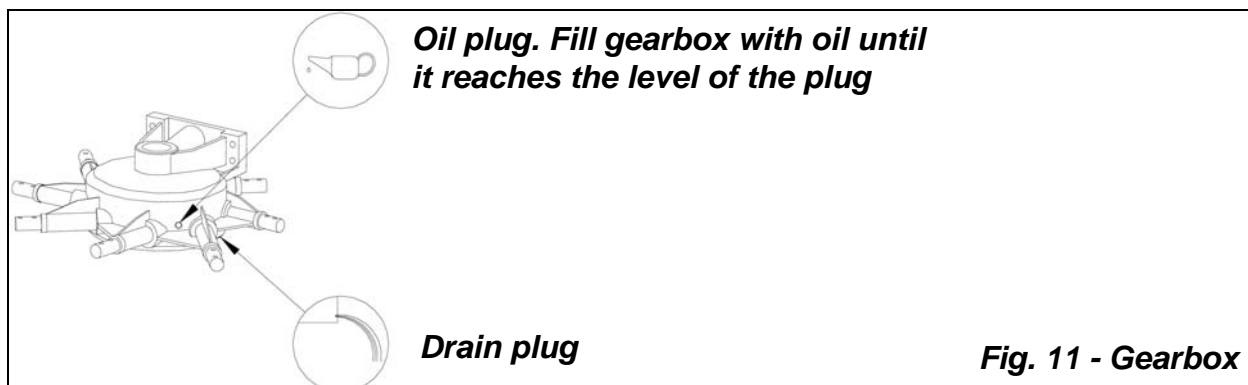 Oil plug. Fill gearbox with oil until
it reaches the level of the plug
Drain plug
Fig. 11 - Gearbox